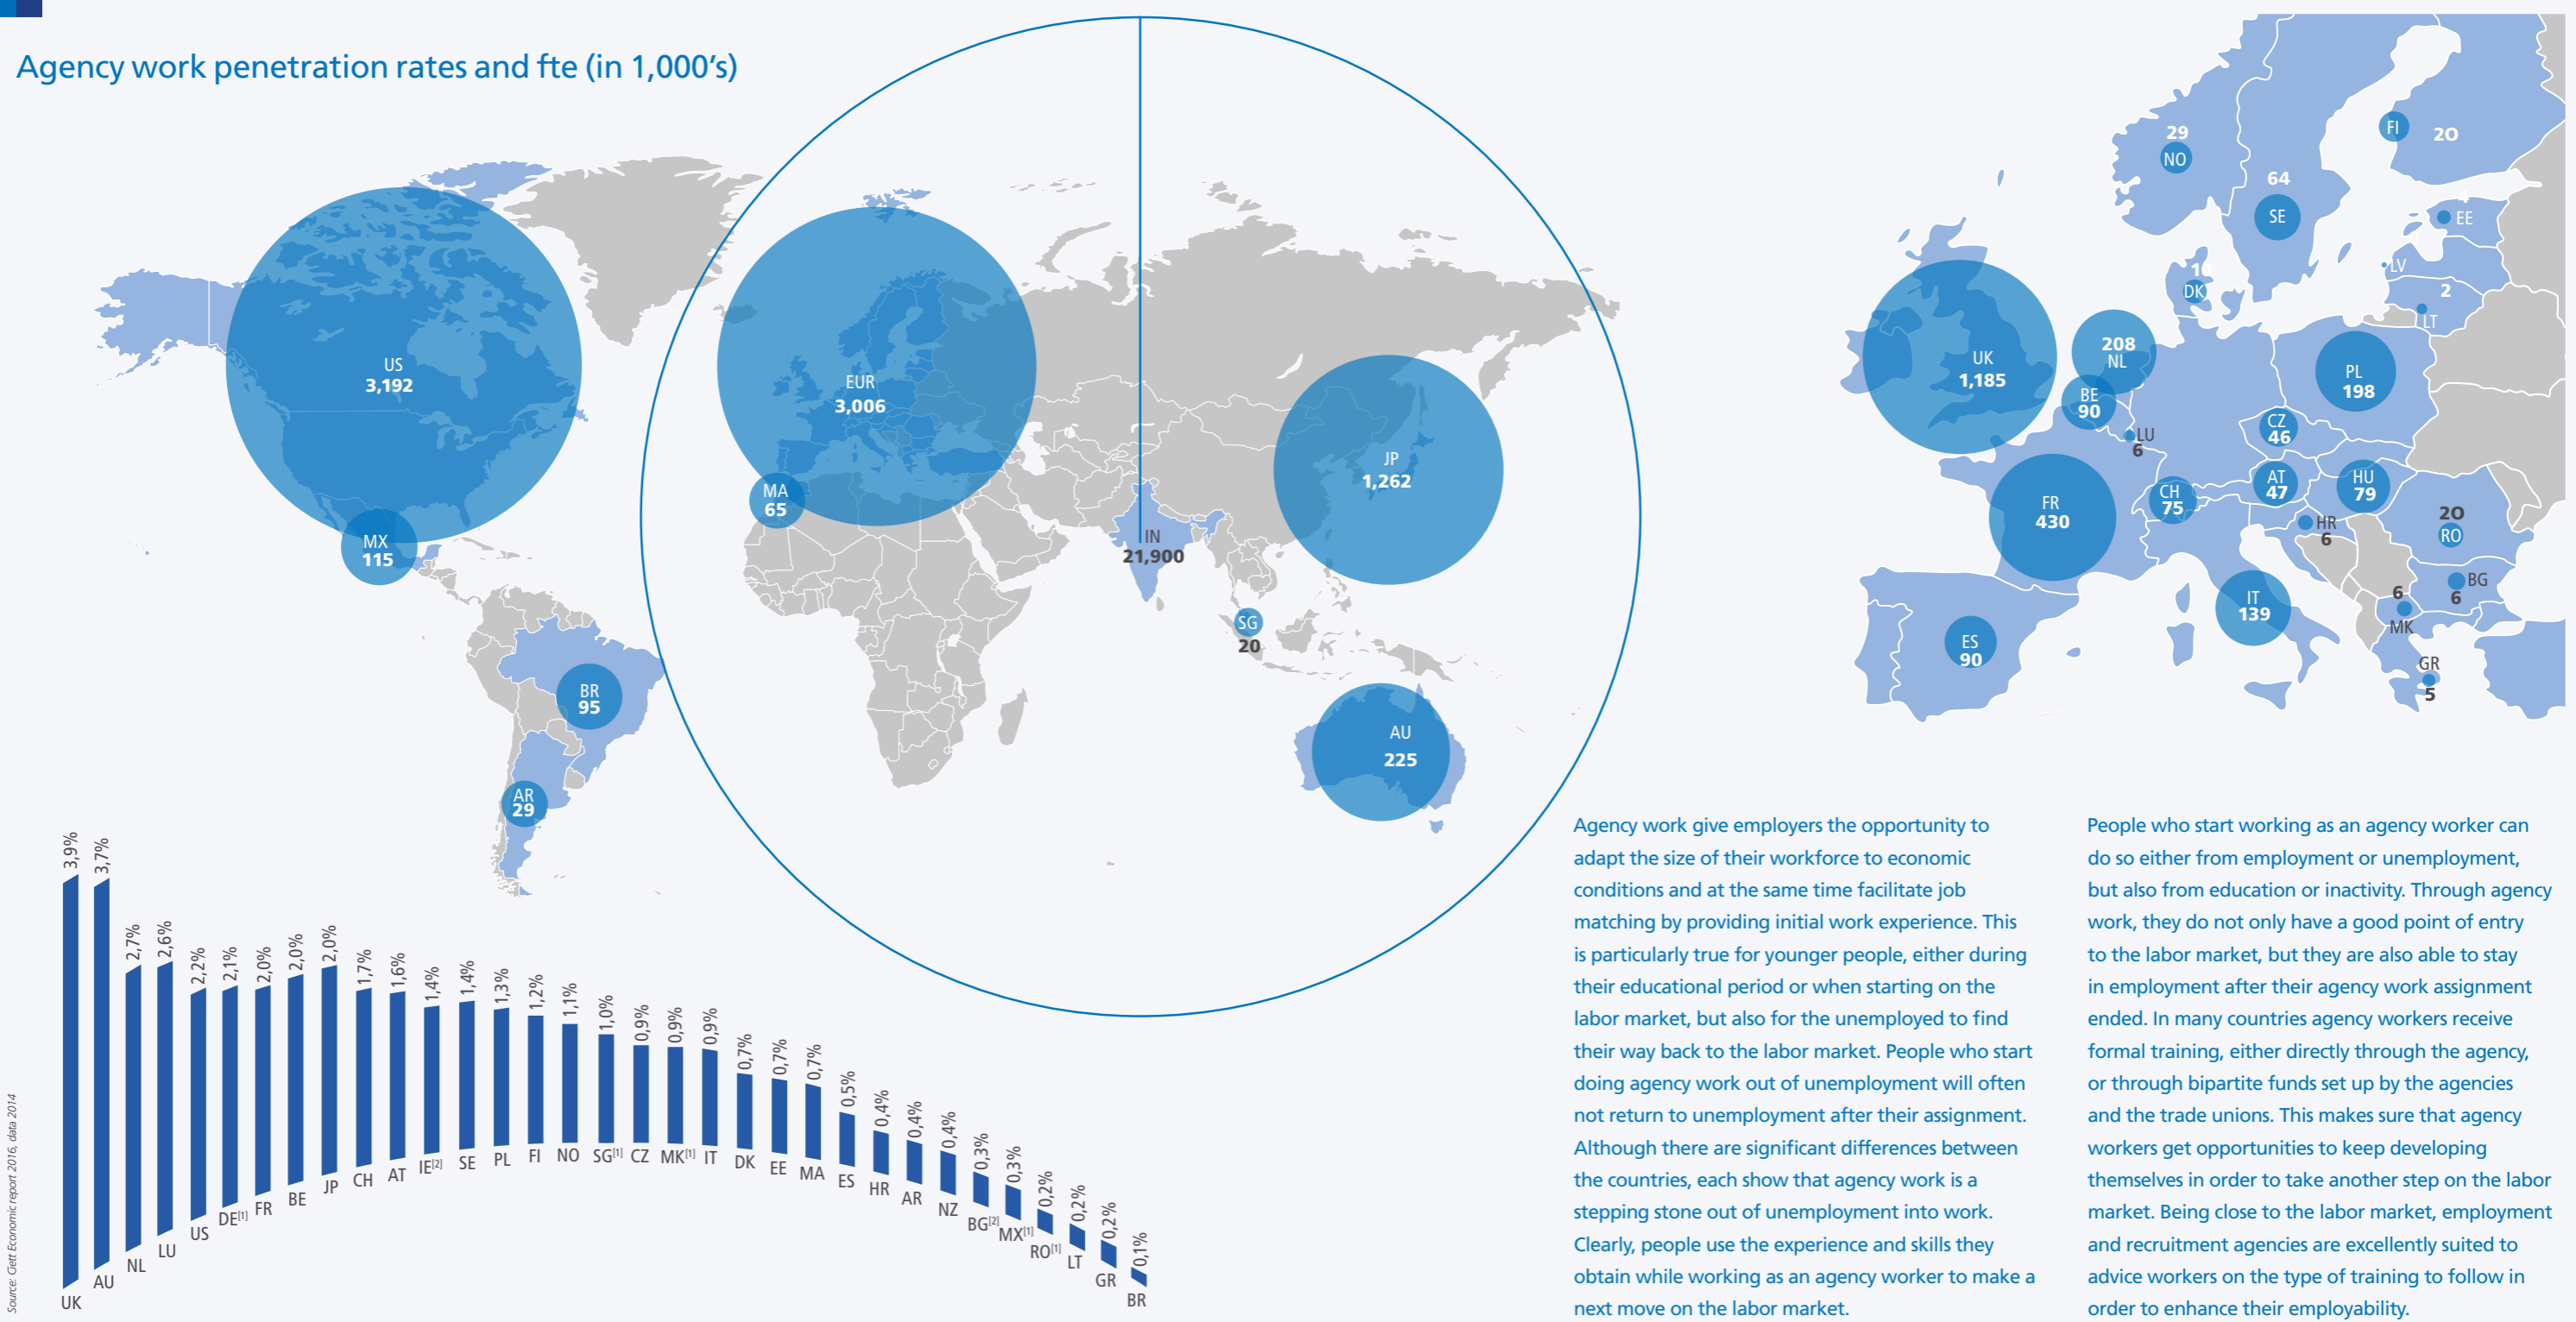 Agency work penetration rates and fte (in 1,000's)
US
3,192
MX
115
BR
95
AR
29
EUR
3,006
MA
65
IN
21,900
JP
1,262
SG
20
AU
225
29
NO
FI
20
64
SE
4
EE
LV
DK
2
LT
UK
1,185
208
NL
BE
90
LU
6
PL
198
CZ
46
AT
47
HU
79
CH
75
FR
430
HR
6
20
RO
BG
6
6
MK
IT
139
ES
90
GR
5
3,9%
3,7%
2,7%
2,6%
2,2%
2,1%
2,0%
2,0%
2,0%
1,7%
1,6%
1,4%
1,4%
1,3%
1,2%
1,1%
1,0%
0,9%
0,9%
0,9%
0,7%
0,7%
0,7%
0,5%
0,4%
0,4%
0,4%
0,3%
0,3%
0,2%
0,2%
0,2%
0,1%
UK
AU
NL
LU
US
DE[1]
FR
BE
JP
CH
AT
IE[2]
SE
PL
FI
NO
SG[1]
CZ
MK[1]
IT
DK
EE
MA
ES
HR
AR
NZ
BG[2]
MX[1]
RO[1]
LT
GR
BR
Source: Ciett Economic report 2016, data 2014
Agency work give employers the opportunity to
adapt the size of their workforce to economic
conditions and at the same time facilitate job
matching by providing initial work experience. This
is particularly true for younger people, either during
their educational period or when starting on the
labor market, but also for the unemployed to find
their way back to the labor market. People who start
doing agency work out of unemployment will often
not return to unemployment after their assignment.
Although there are significant differences between
the countries, each show that agency work is a
stepping stone out of unemployment into work.
Clearly, people use the experience and skills they
obtain while working as an agency worker to make a
next move on the labor market.
People who start working as an agency worker can
do so either from employment or unemployment,
but also from education or inactivity. Through agency
work, they do not only have a good point of entry
to the labor market, but they are also able to stay
in employment after their agency work assignment
ended. In many countries agency workers receive
formal training, either directly through the agency,
or through bipartite funds set up by the agencies
and the trade unions. This makes sure that agency
workers get opportunities to keep developing
themselves in order to take another step on the labor
market. Being close to the labor market, employment
and recruitment agencies are excellently suited to
advice workers on the type of training to follow in
order to enhance their employability.